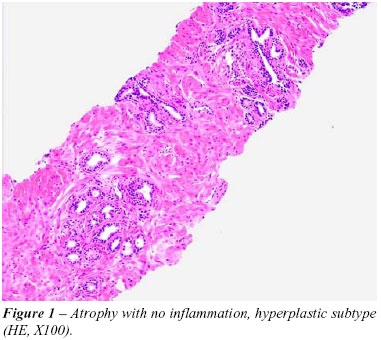 Figure 1 – Atrophy with no inflammation, hyperplastic subtype
(HE, X100).